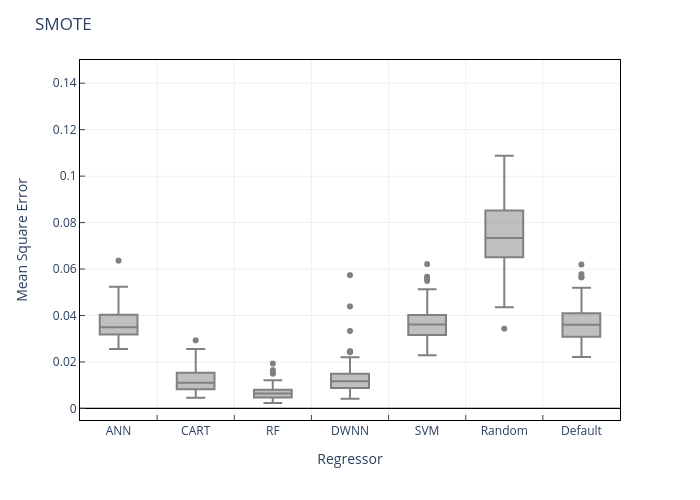 SMOTE
0.14
0.12
0.1
0.08
0.06
0.04
0.02
0
Mean Square Error
ANN CART RF DWNN SVM Random Default
Regressor